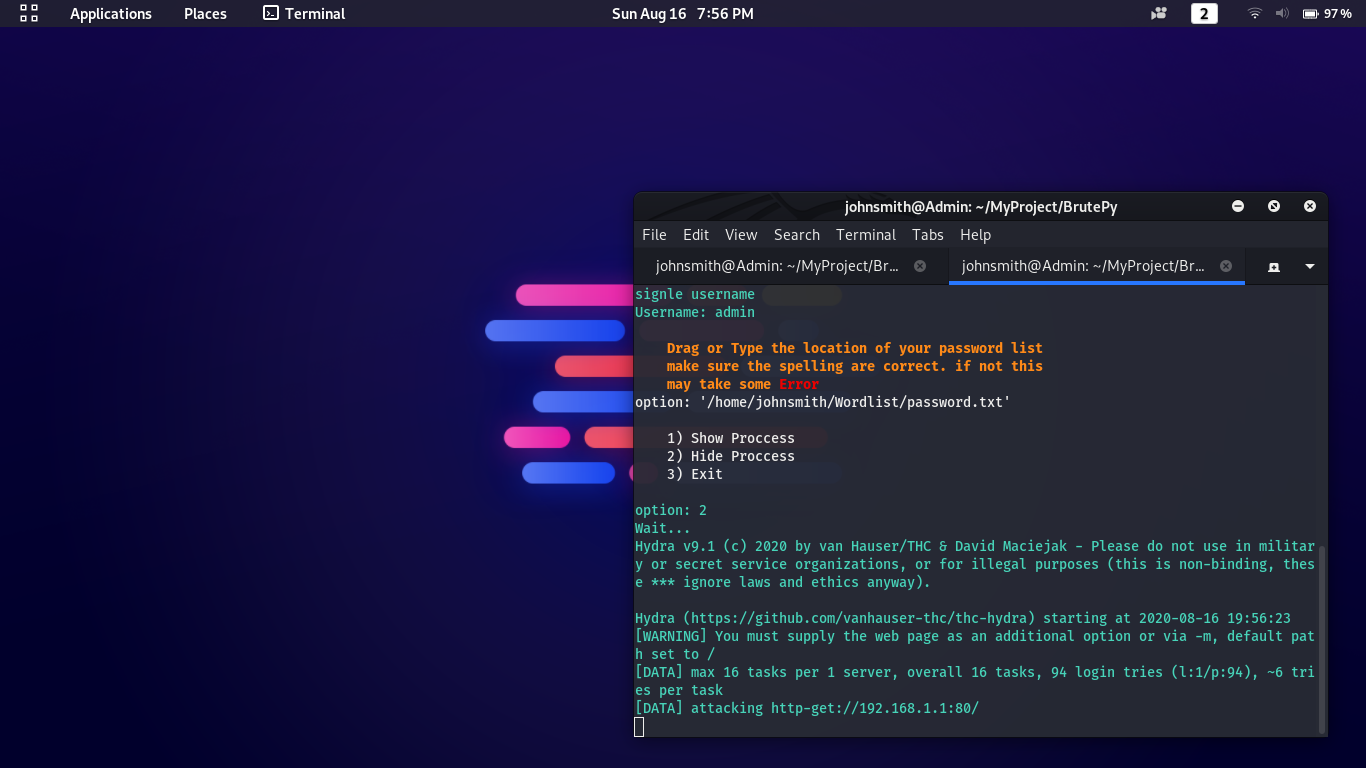 Applications Places Terminal Sun Aug 16 7:56 PM 2 97%
johnsmith@Admin: ~/MyProject/BrutePy
File Edit View Search Terminal Tabs Help
johnsmith@Admin: ~/MyProject/Br... johnsmith@Admin: ~/MyProject/Br...
signle username
Username: admin
Drag or Type the location of your password list
make sure the spelling are correct. if not this
may take some Error
option: '/home/johnsmith/Wordlist/password.txt'
1) Show Proccess
2) Hide Proccess
3) Exit
option: 2
Wait...
Hydra v9.1 (c) 2020 by van Hauser/THC & David Maciejak - Please do not use in militar
y or secret service organizations, or for illegal purposes (this is non-binding, thes
e *** ignore laws and ethics anyway).
Hydra (https://github.com/vanhauser-thc/thc-hydra) starting at 2020-08-16 19:56:23
[WARNING] You must supply the web page as an additional option or via -m, default pat
h set to /
[DATA] max 16 tasks per 1 server, overall 16 tasks, 94 login tries (l:1/p:94), ~6 tri
es per task
[DATA] attacking http-get://192.168.1.1:80/